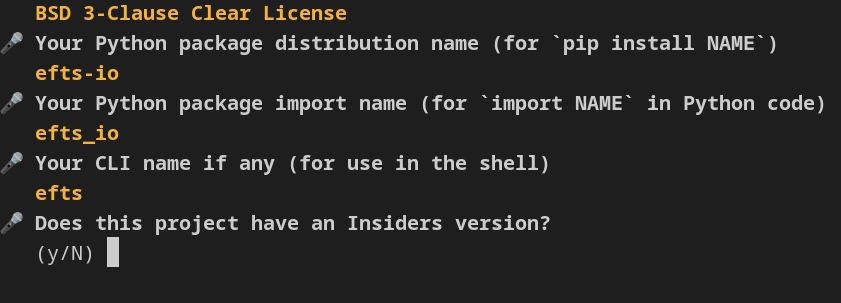 BSD 3-Clause Clear License
🎤 Your Python package distribution name (for `pip install NAME`)
efts-io
🎤 Your Python package import name (for `import NAME` in Python code)
efts_io
🎤 Your CLI name if any (for use in the shell)
efts
🎤 Does this project have an Insiders version?
(y/N)